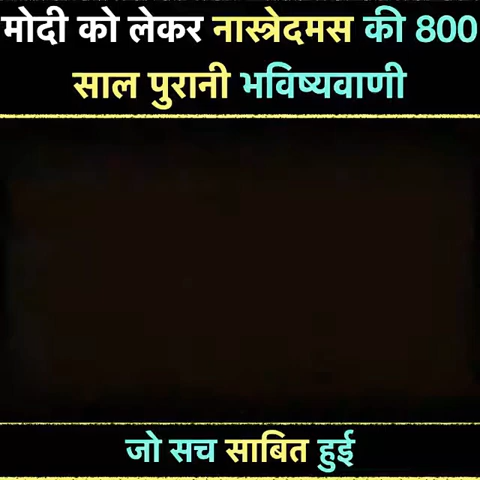 मोदी को लेकर नास्त्रेदमस की 800
साल पुरानी भविष्यवाणी
जो सच साबित हुई